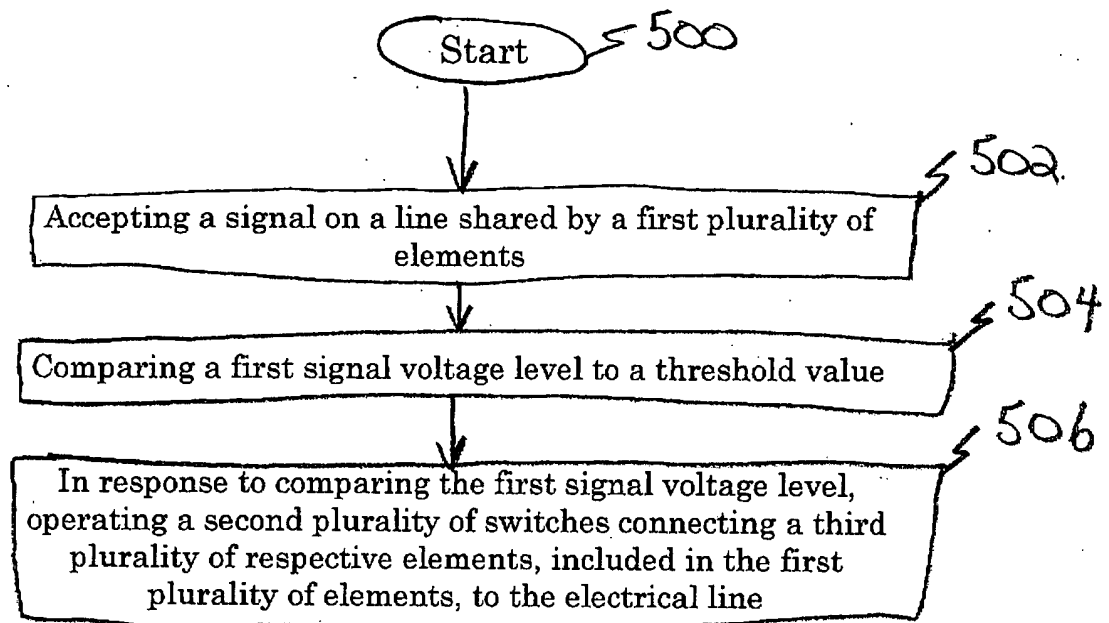 Start 500
502
Accepting a signal on a line shared by a first plurality of
elements
504
Comparing a first signal voltage level to a threshold value
506
In response to comparing the first signal voltage level,
operating a second plurality of switches connecting a third
plurality of respective elements, included in the first
plurality of elements, to the electrical line